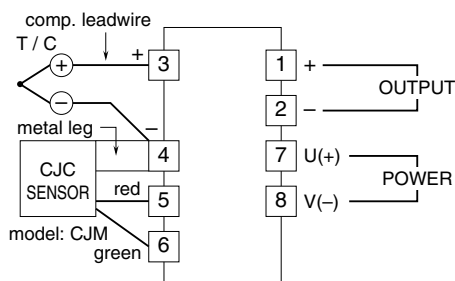 comp. leadwire
T / C
+
+
3
−
−
metal leg
4
CJC
SENSOR
red
5
model: CJM
green
6
1
+
OUTPUT
2
−
7
U(+)
POWER
8
V(−)